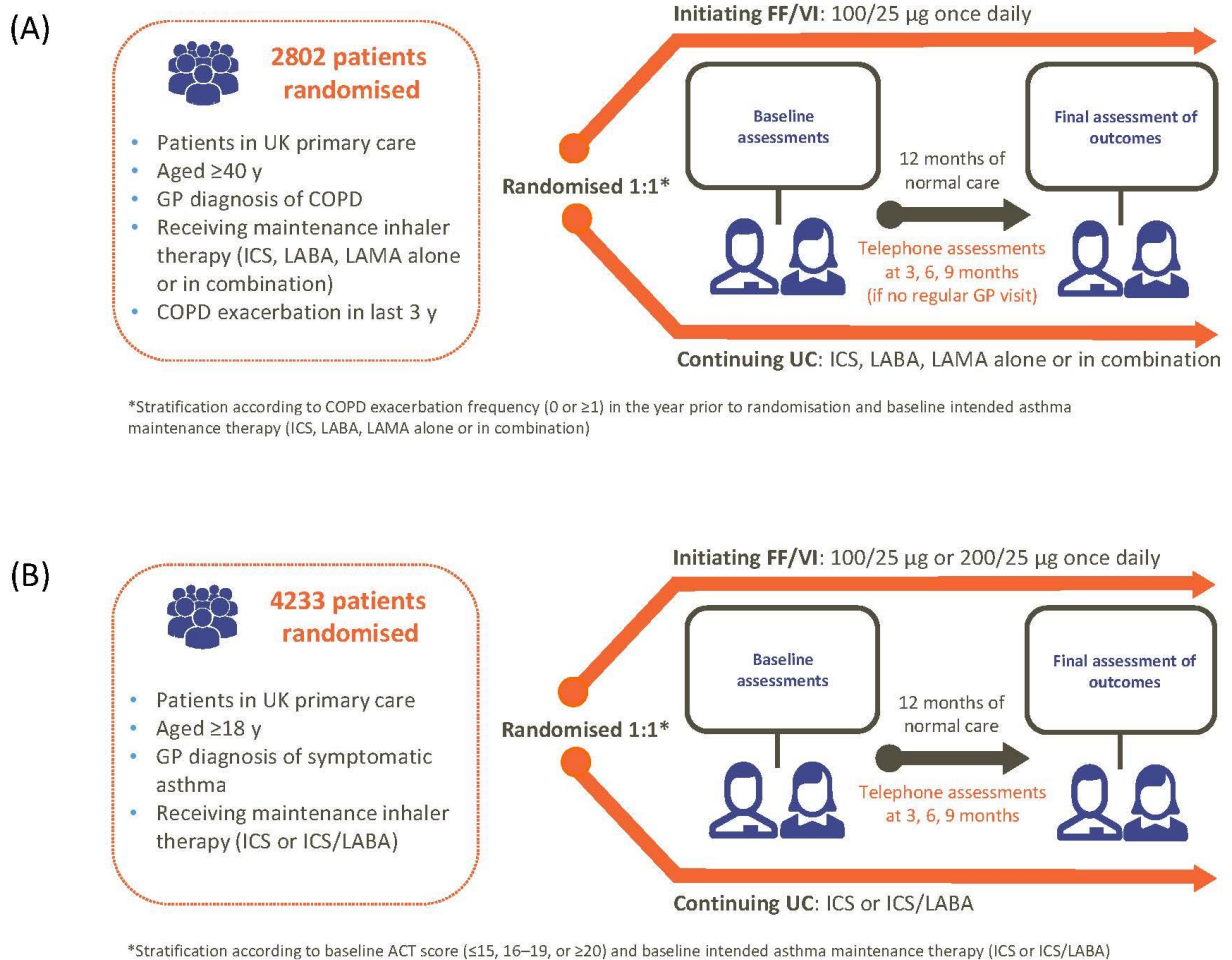 (A)
2802 patients
randomised
• Patients in UK primary care
• Aged ≥40 y
• GP diagnosis of COPD
• Receiving maintenance inhaler
therapy (ICS, LABA, LAMA alone
or in combination)
• COPD exacerbation in last 3 y
Randomised 1:1*
Initiating FF/VI: 100/25 µg once daily
Baseline
assessments
12 months of
normal care
Telephone assessments
at 3, 6, 9 months
(if no regular GP visit)
Final assessment of
outcomes
Continuing UC: ICS, LABA, LAMA alone or in combination
*Stratification according to COPD exacerbation frequency (0 or ≥1) in the year prior to randomisation and baseline intended asthma
maintenance therapy (ICS, LABA, LAMA alone or in combination)
(B)
4233 patients
randomised
• Patients in UK primary care
• Aged ≥18 y
• GP diagnosis of symptomatic
asthma
• Receiving maintenance inhaler
therapy (ICS or ICS/LABA)
Randomised 1:1*
Initiating FF/VI: 100/25 µg or 200/25 µg once daily
Baseline
assessments
12 months of
normal care
Telephone assessments
at 3, 6, 9 months
Final assessment of
outcomes
Continuing UC: ICS or ICS/LABA
*Stratification according to baseline ACT score (≤15, 16–19, or ≥20) and baseline intended asthma maintenance therapy (ICS or ICS/LABA)